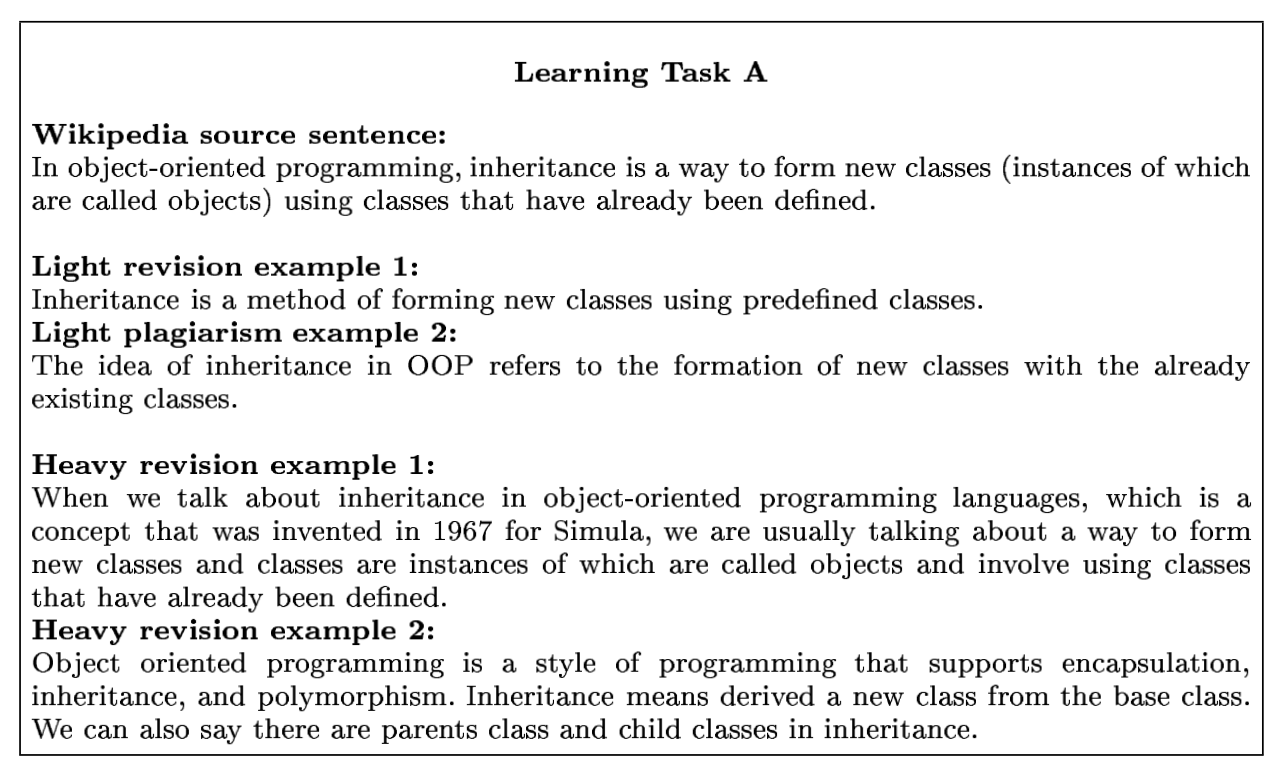 Learning Task A
Wikipedia source sentence:
In object-oriented programming, inheritance is a way to form new classes (instances of which
are called objects) using classes that have already been defined.
Light revision example 1:
Inheritance is a method of forming new classes using predefined classes.
Light plagiarism example 2:
The idea of inheritance in OOP refers to the formation of new classes with the already
existing classes.
Heavy revision example 1:
When we talk about inheritance in object-oriented programming languages, which is a
concept that was invented in 1967 for Simula, we are usually talking about a way to form
new classes and classes are instances of which are called objects and involve using classes
that have already been defined.
Heavy revision example 2:
Object oriented programming is a style of programming that supports encapsulation,
inheritance, and polymorphism. Inheritance means derived a new class from the base class.
We can also say there are parents class and child classes in inheritance.